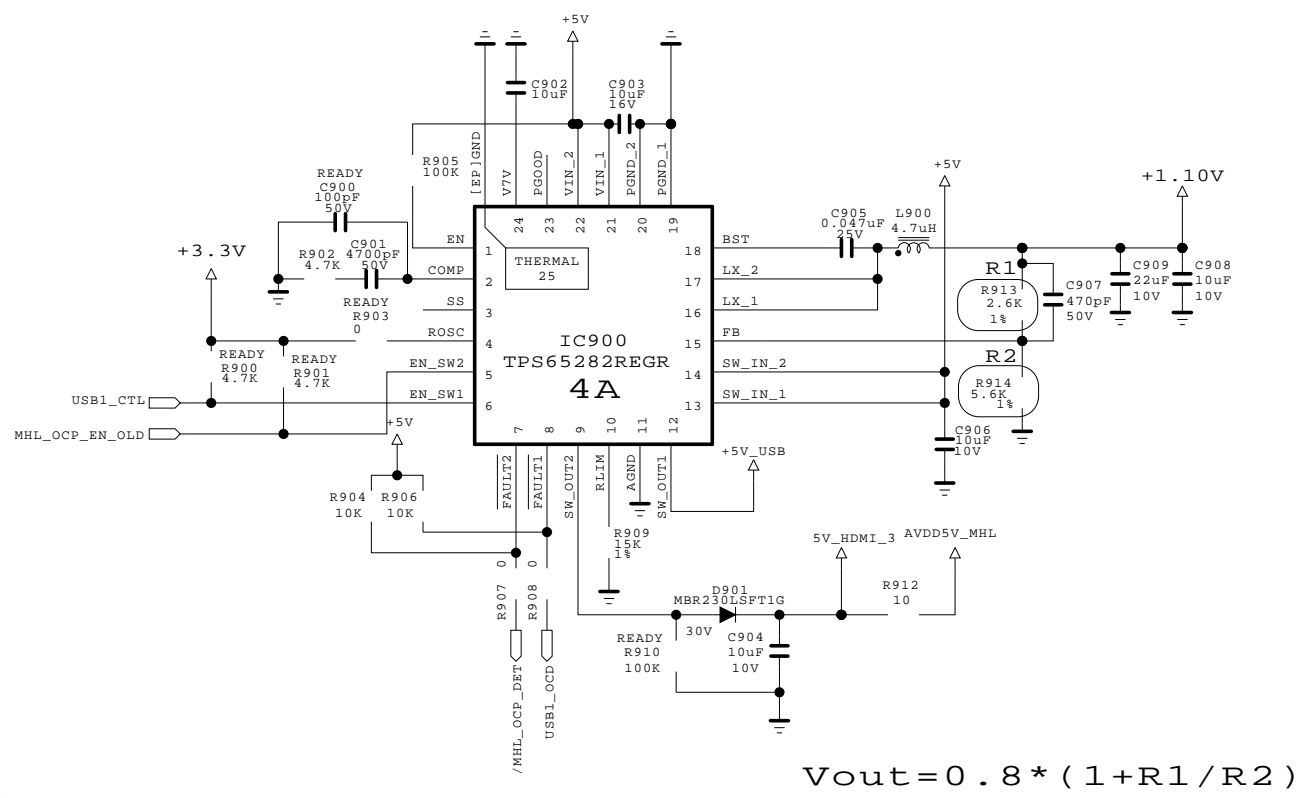 +5V
C902
10uF
C903
10uF
16V
R905
100K
[EP]GND
V7V
PGOOD
VIN_2
VIN_1
PGND_2
PGND_1
READY
C900
100pF
50V
24
23
22
21
20
19
+3.3V
R902
4.7K
C901
4700pF
50V
READY
R903
0
EN
COMP
SS
ROSC
EN_SW2
EN_SW1
1
2
3
4
5
6
THERMAL
25
IC900
TPS65282REGR
4A
18
17
16
15
14
13
BST
LX_2
LX_1
FB
SW_IN_2
SW_IN_1
C905
0.047uF
25V
L900
4.7uH
+5V
+1.10V
R1
R913
2.6K
1%
C907
470pF
50V
C909
22uF
10V
C908
10uF
10V
R2
R914
5.6K
1%
C906
10uF
10V
READY
R900
4.7K
READY
R901
4.7K
USB1_CTL
MHL_OCP_EN_OLD
+5V
7
8
9
10
11
12
FAULT2
FAULT1
SW_OUT2
RLIM
AGND
SW_OUT1
+5V_USB
R904
10K
R906
10K
R909
15K
1%
R907
0
R908
0
/MHL_OCP_DET
USB1_OCD
D901
MBR230LSFT1G
30V
READY
R910
100K
C904
10uF
10V
5V_HDMI_3
AVDD5V_MHL
R912
10
Vout=0.8*(1+R1/R2)